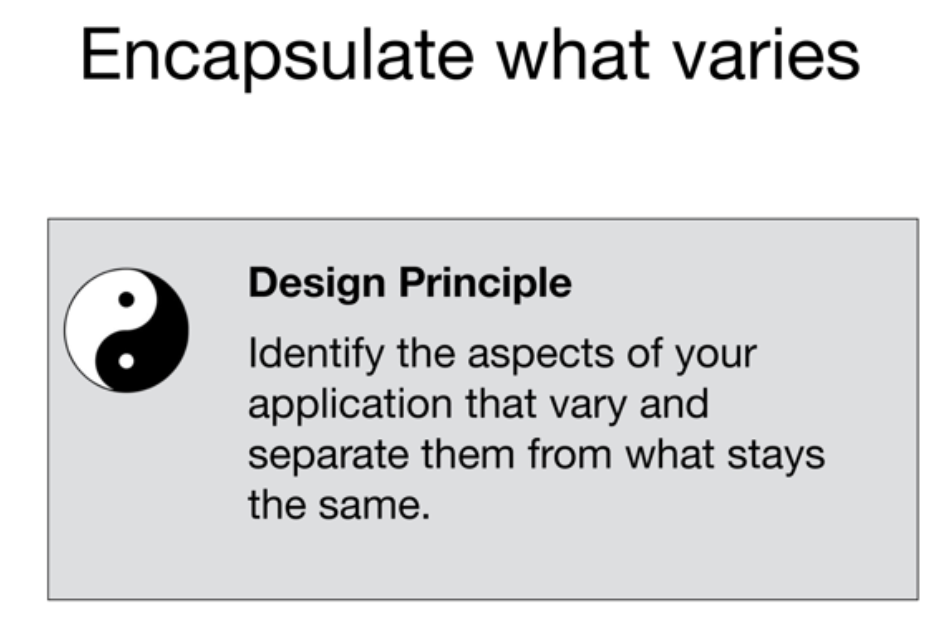 Encapsulate what varies
Design Principle
Identify the aspects of your
application that vary and
separate them from what stays
the same.